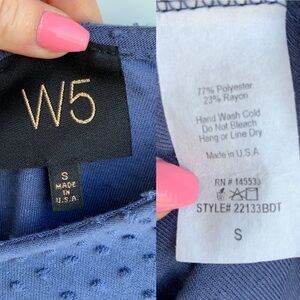 W5
S
MADE
IN
U.S.A.
77% Polyester
23% Rayon
Hand Wash Cold
Do Not Bleach
Hang or Line Dry
Made in U.S.A
RN # 145533
STYLE# 22133BDT
S